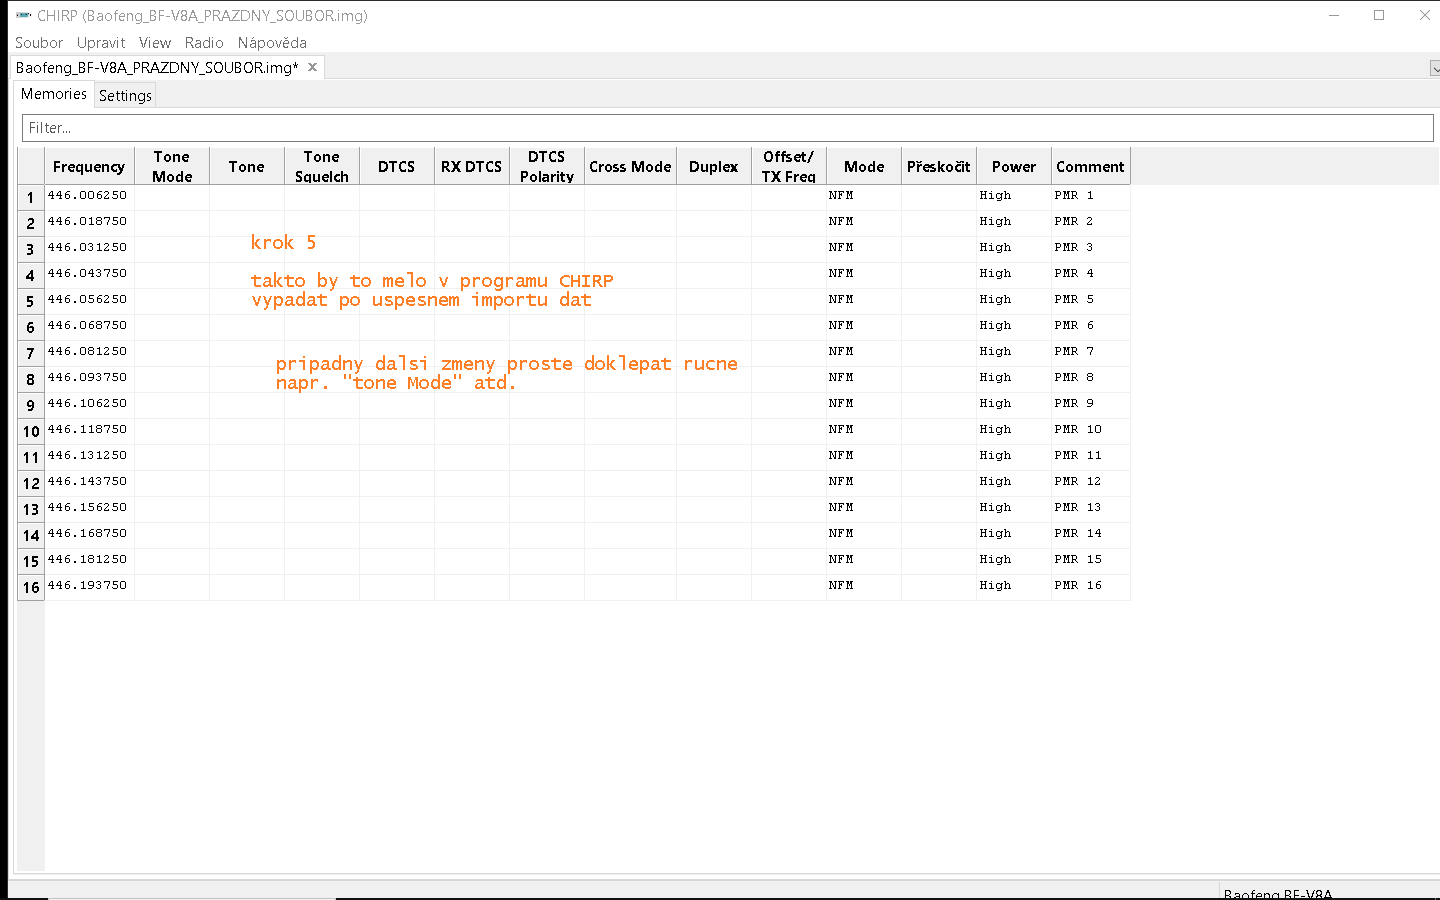 CHIRP (Baofeng_BF-V8A_PRAZDNY_SOUBOR.img)
Soubor Upravit View Radio Nápověda
Baofeng_BF-V8A_PRAZDNY_SOUBOR.img* ×
Memories Settings
Filter...
Frequency Tone Mode Tone Tone Squelch DTCS RX DTCS DTCS Polarity Cross Mode Duplex Offset/ TX Freq Mode Přeskočit Power Comment
1 446.006250 NFM High PMR 1
2 446.018750 NFM High PMR 2
krok 5
3 446.031250 NFM High PMR 3
4 446.043750 NFM High PMR 4
takto by to melo v programu CHIRP
5 446.056250 NFM High PMR 5
vypadat po uspesnem importu dat
6 446.068750 NFM High PMR 6
7 446.081250 NFM High PMR 7
pripadny dalsi zmeny proste doklepat rucne
8 446.093750 NFM High PMR 8
napr. "tone Mode" atd.
9 446.106250 NFM High PMR 9
10 446.118750 NFM High PMR 10
11 446.131250 NFM High PMR 11
12 446.143750 NFM High PMR 12
13 446.156250 NFM High PMR 13
14 446.168750 NFM High PMR 14
15 446.181250 NFM High PMR 15
16 446.193750 NFM High PMR 16
Baofeng BF-V8A